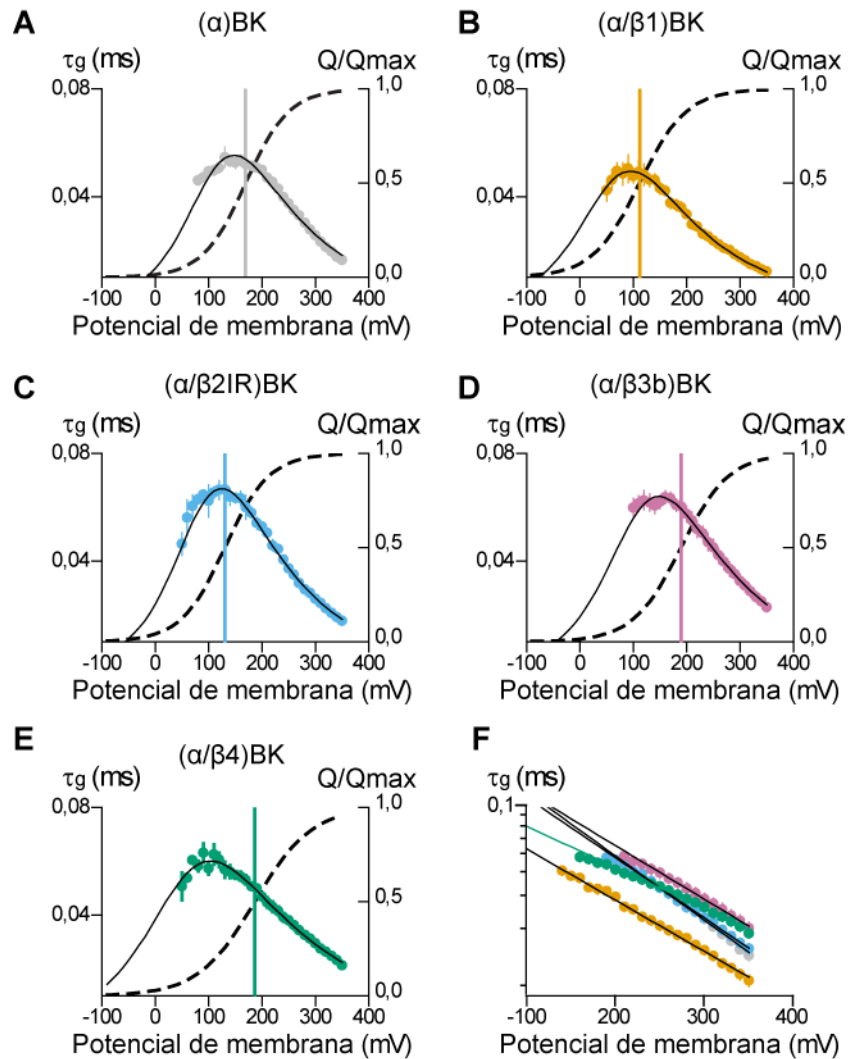 A (α)BK
τg (ms) Q/Qmax
0,08 1,0
0,04 0,5
0,0
-100 0 100 200 300 400
Potencial de membrana (mV)
B (α/β1)BK
τg (ms) Q/Qmax
0,08 1,0
0,04 0,5
0,0
-100 0 100 200 300 400
Potencial de membrana (mV)
C (α/β2IR)BK
τg (ms) Q/Qmax
0,08 1,0
0,04 0,5
0,0
-100 0 100 200 300 400
Potencial de membrana (mV)
D (α/β3b)BK
τg (ms) Q/Qmax
0,08 1,0
0,04 0,5
0,0
-100 0 100 200 300 400
Potencial de membrana (mV)
E (α/β4)BK
τg (ms) Q/Qmax
0,08 1,0
0,04 0,5
0,0
-100 0 100 200 300 400
Potencial de membrana (mV)
F
τg (ms)
0,1
100 200 300 400
Potencial de membrana (mV)